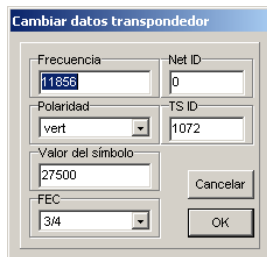 Cambiar datos transpondedor
Frecuencia
Net ID
11856
0
Polaridad
TS ID
vert
1072
Valor del símbolo
27500
Cancelar
FEC
3/4
OK